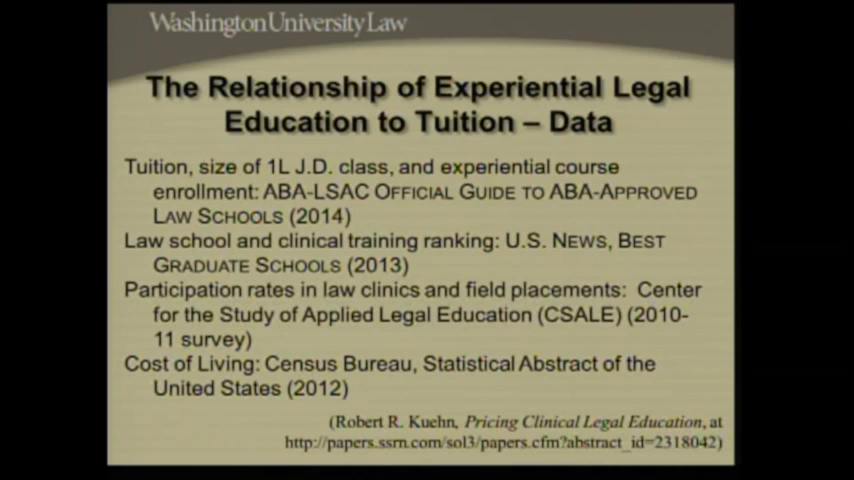 Washington University Law
The Relationship of Experiential Legal
Education to Tuition – Data
Tuition, size of 1L J.D. class, and experiential course
enrollment: ABA-LSAC OFFICIAL GUIDE TO ABA-APPROVED
LAW SCHOOLS (2014)
Law school and clinical training ranking: U.S. NEWS, BEST
GRADUATE SCHOOLS (2013)
Participation rates in law clinics and field placements: Center
for the Study of Applied Legal Education (CSALE) (2010-
11 survey)
Cost of Living: Census Bureau, Statistical Abstract of the
United States (2012)
(Robert R. Kuehn, Pricing Clinical Legal Education, at
http://papers.ssrn.com/sol3/papers.cfm?abstract_id=2318042)